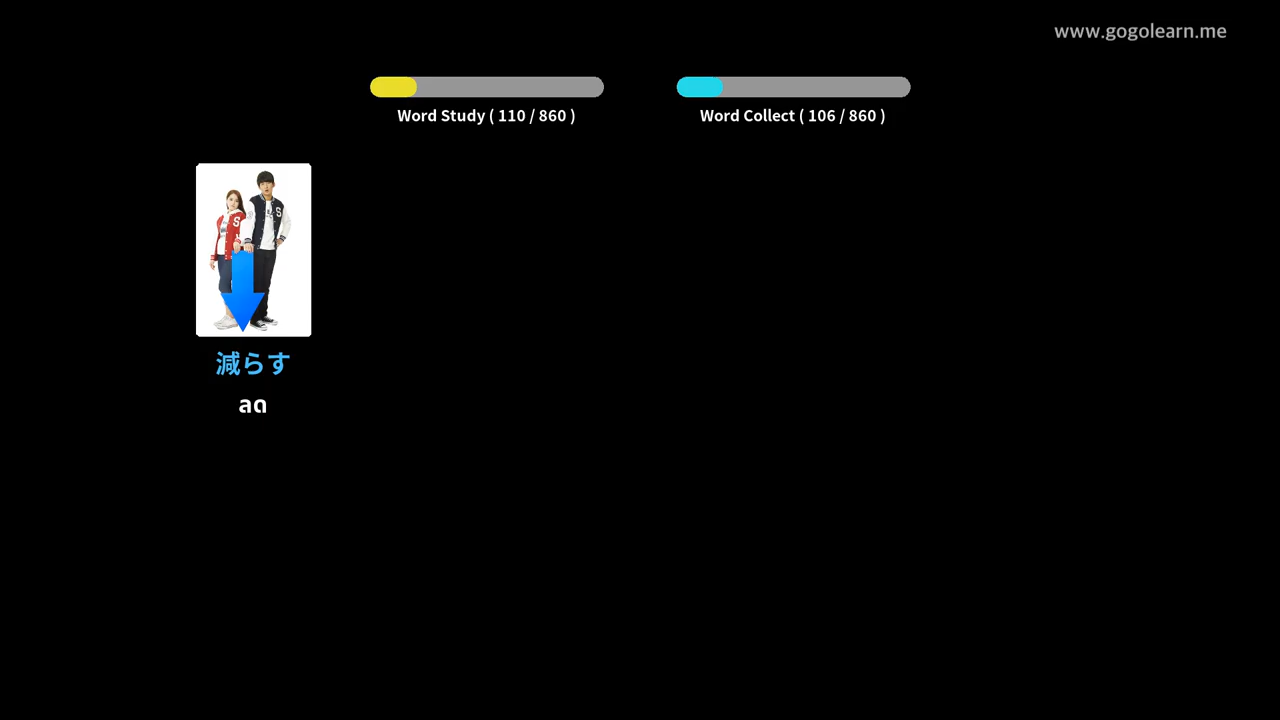 www.gogolearn.me
Word Study ( 110 / 860 )
Word Collect ( 106 / 860 )
S
S
減らす
ลด